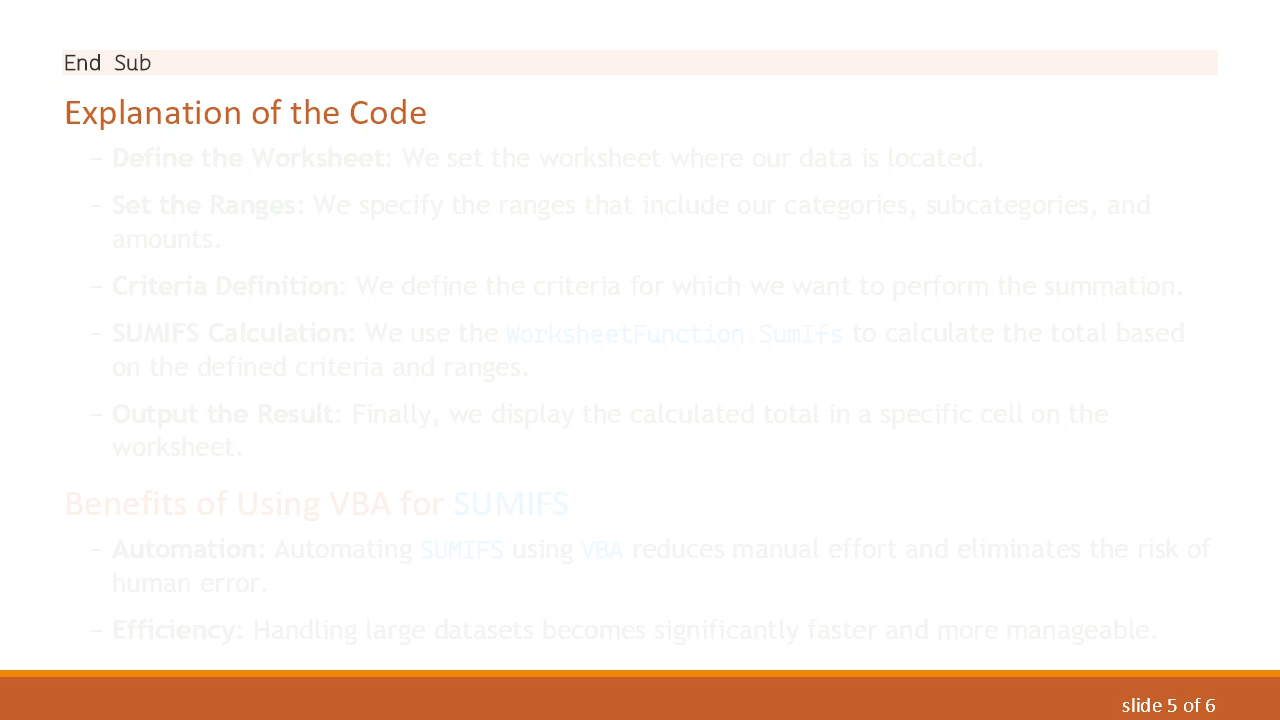 End Sub
Explanation of the Code
– Define the Worksheet: We set the worksheet where our data is located.
– Set the Ranges: We specify the ranges that include our categories, subcategories, and
amounts.
– Criteria Definition: We define the criteria for which we want to perform the summation.
– SUMIFS Calculation: We use the WorksheetFunction.SumIfs to calculate the total based
on the defined criteria and ranges.
– Output the Result: Finally, we display the calculated total in a specific cell on the
worksheet.
Benefits of Using VBA for SUMIFS
– Automation: Automating SUMIFS using VBA reduces manual effort and eliminates the risk of
human error.
– Efficiency: Handling large datasets becomes significantly faster and more manageable.
slide 5 of 6